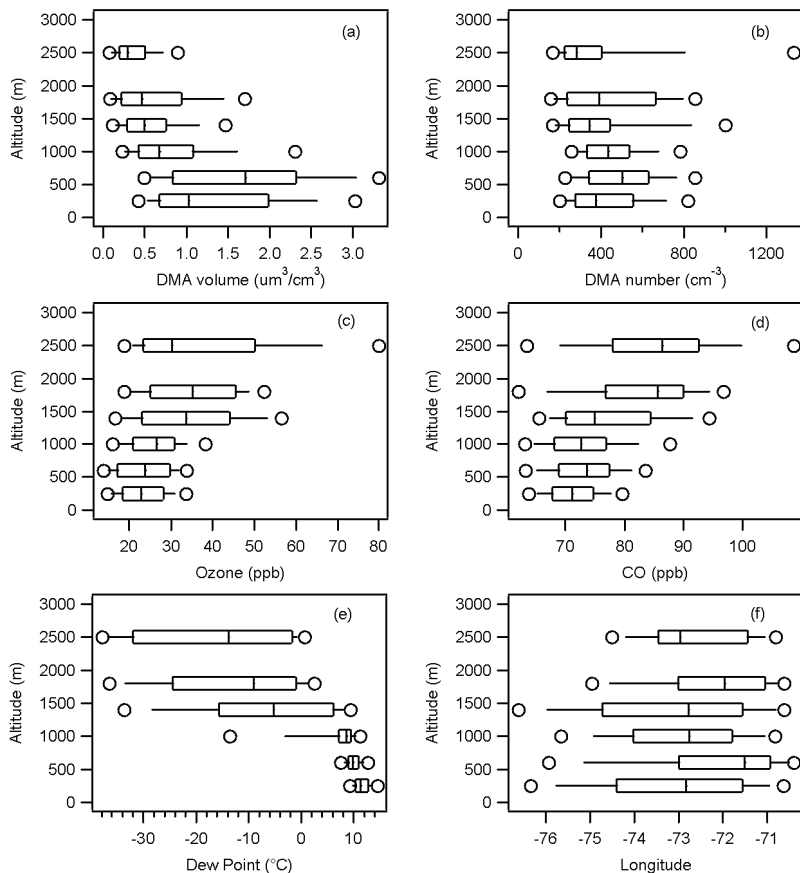 3000 (a) 3000 (b)
2500 2500
2000 2000
1500 1500
1000 1000
500 500
0 0
Altitude (m) Altitude (m)
0.0 0.5 1.0 1.5 2.0 2.5 3.0 0 400 800 1200
DMA volume (um³/cm³) DMA number (cm⁻³)
3000 (c) 3000 (d)
2500 2500
2000 2000
1500 1500
1000 1000
500 500
0 0
Altitude (m) Altitude (m)
20 30 40 50 60 70 80 70 80 90 100
Ozone (ppb) CO (ppb)
3000 (e) 3000 (f)
2500 2500
2000 2000
1500 1500
1000 1000
500 500
0 0
Altitude (m) Altitude (m)
-30 -20 -10 0 10 -76 -75 -74 -73 -72 -71
Dew Point (°C) Longitude